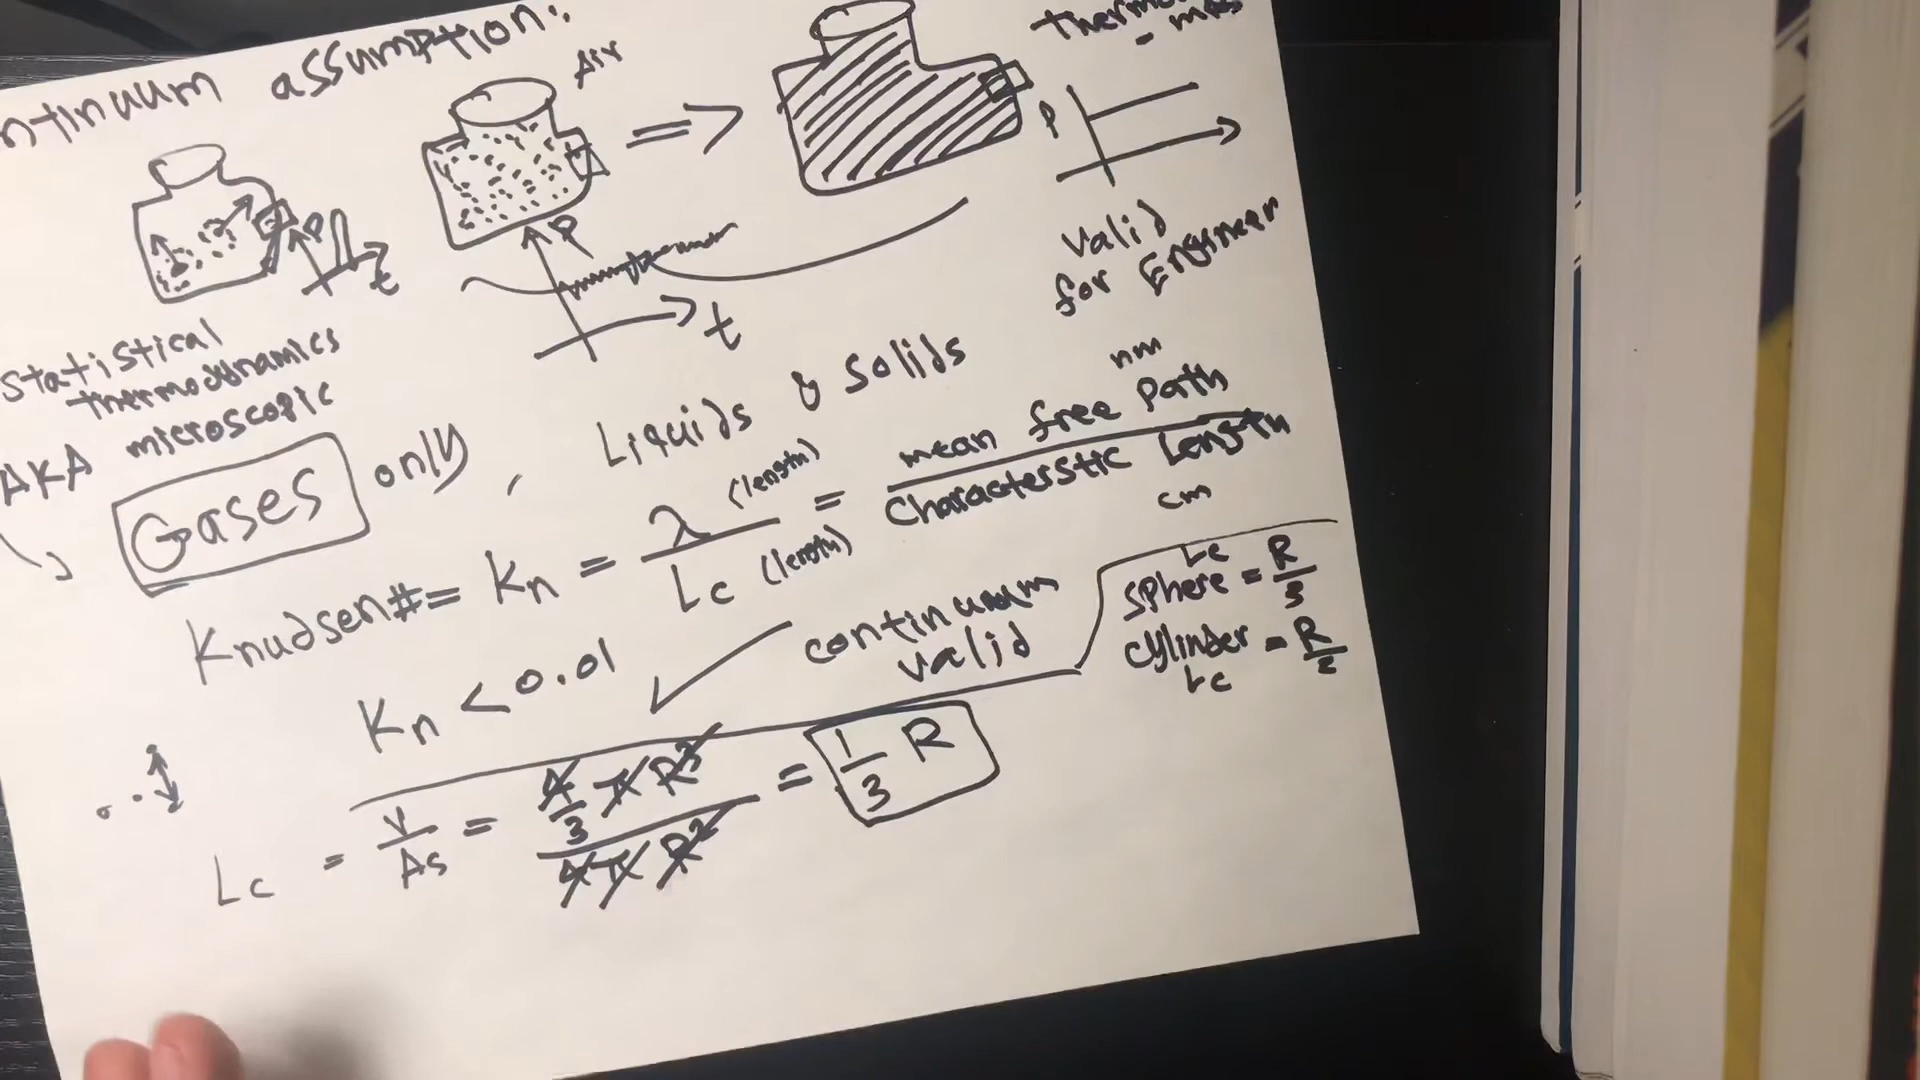 ntinuum assumption:
Air
thermo
P
P t
P
t
Valid
for Engineer
Statistical
thermodynamics
AKA microscopic
Gases only, Liquids & Solids
Knudsen# = Kn = λ (length) / Lc (length) = mean free Path / Characterstic Length
nm
cm
Kn < 0.01
continuum
valid
Lc
Sphere = R/3
Cylinder = R/2
Lc
Lc = V/As = 4/3 π R³ / 4 π R² = 1/3 R